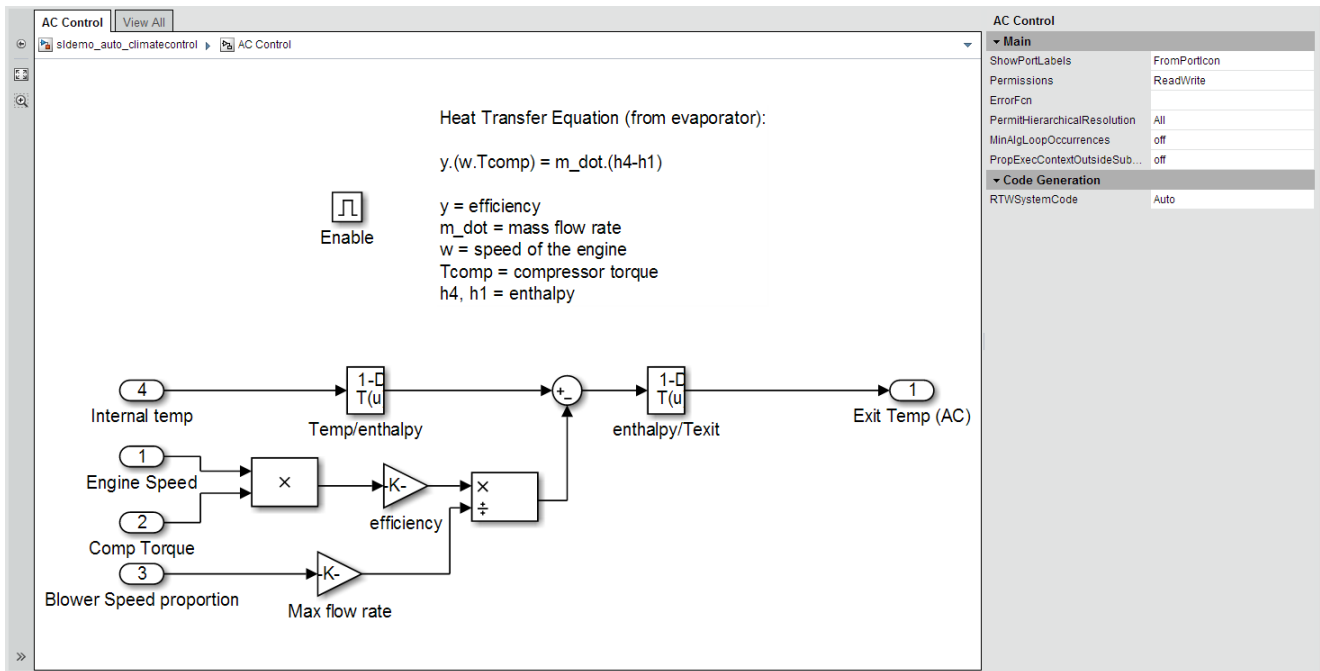 AC Control
View All
AC Control
sldemo_auto_climatecontrol
AC Control
Main
ShowPortLabels FromPortIcon
Permissions ReadWrite
ErrorFcn
PermitHierarchicalResolution All
MinAlgLoopOccurrences off
PropExecContextOutsideSub... off
Code Generation
RTWSystemCode Auto
Heat Transfer Equation (from evaporator):
y.(w.Tcomp) = m_dot.(h4-h1)
y = efficiency
m_dot = mass flow rate
w = speed of the engine
Tcomp = compressor torque
h4, h1 = enthalpy
Enable
4
Internal temp
1-D
T(u
Temp/enthalpy
+
−
1-D
T(u
enthalpy/Texit
1
Exit Temp (AC)
1
Engine Speed
2
Comp Torque
×
-K-
efficiency
×
÷
3
Blower Speed proportion
-K-
Max flow rate